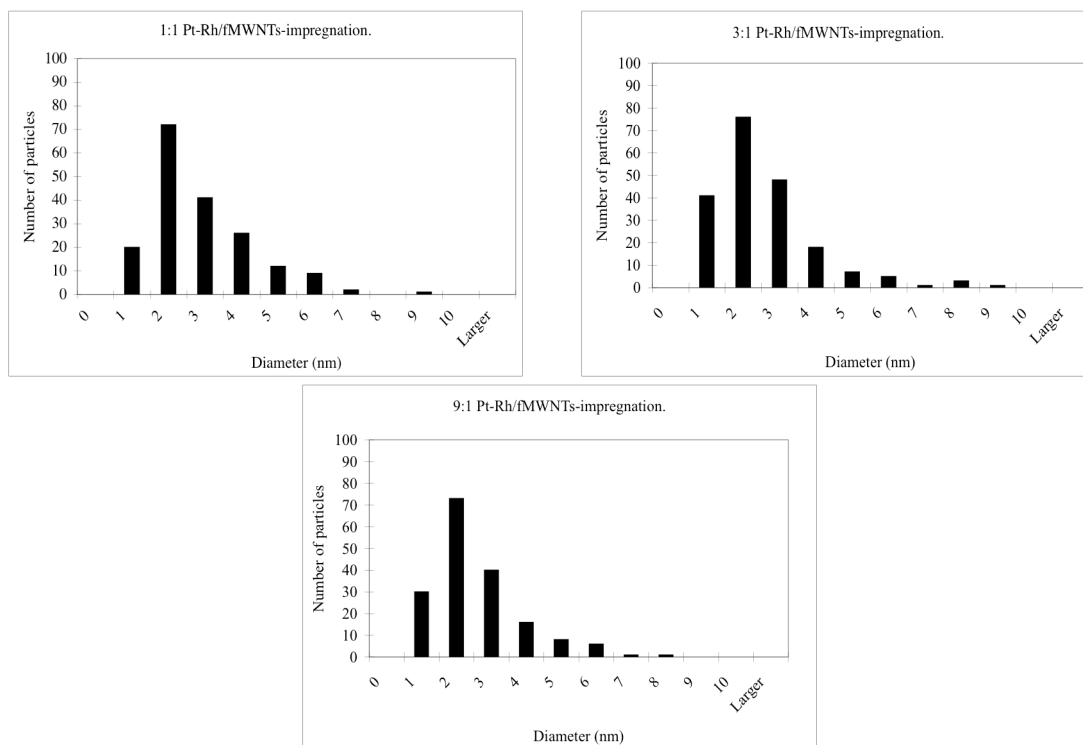 1:1 Pt-Rh/fMWNTs-impregnation.
100
90
80
70
60
50
40
30
20
10
0
Number of particles
0 1 2 3 4 5 6 7 8 9 10 Larger
Diameter (nm)
3:1 Pt-Rh/fMWNTs-impregnation.
100
90
80
70
60
50
40
30
20
10
0
Number of particles
0 1 2 3 4 5 6 7 8 9 10 Larger
Diameter (nm)
9:1 Pt-Rh/fMWNTs-impregnation.
100
90
80
70
60
50
40
30
20
10
0
Number of particles
0 1 2 3 4 5 6 7 8 9 10 Larger
Diameter (nm)